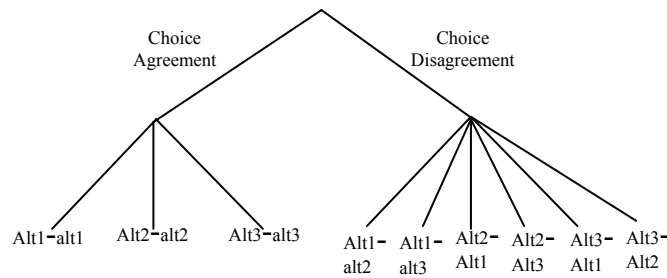 Choice
Agreement
Choice
Disagreement
Alt1-alt1
Alt2-alt2
Alt3-alt3
Alt1-
alt2
Alt1-
alt3
Alt2-
Alt1
Alt2-
Alt3
Alt3-
Alt1
Alt3-
Alt2